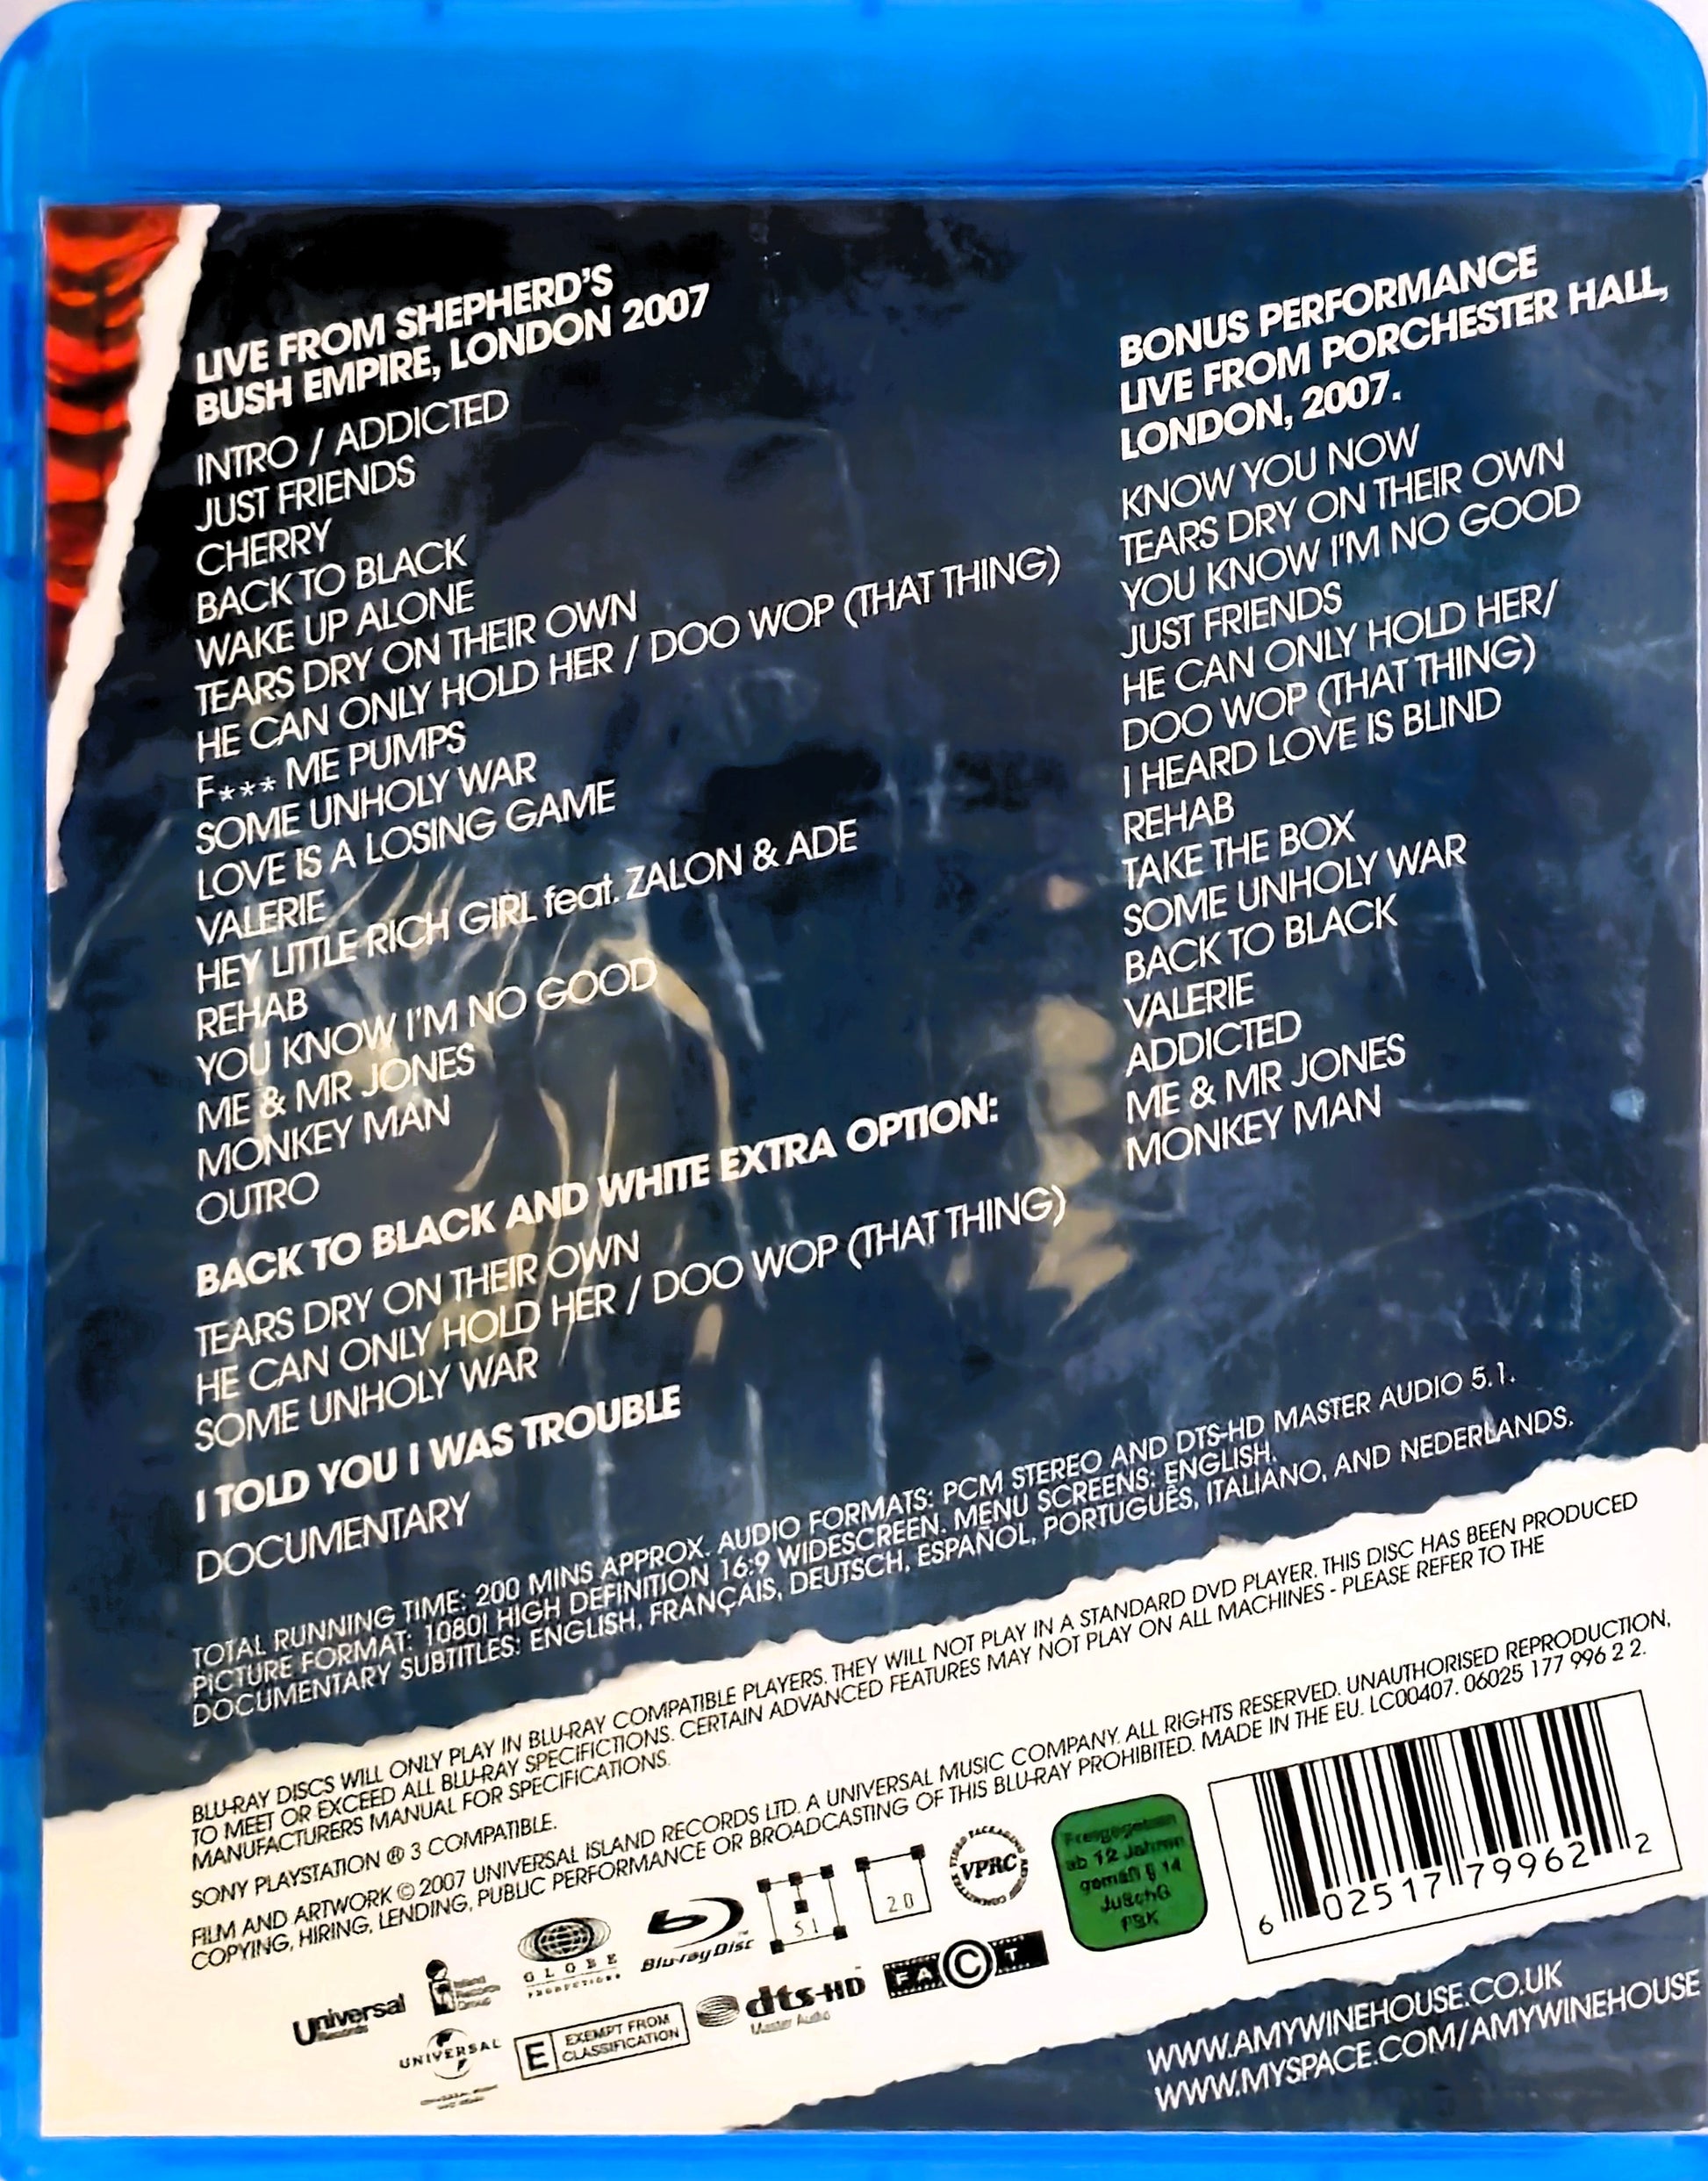 LIVE FROM SHEPHERD'S
BUSH EMPIRE, LONDON 2007
INTRO / ADDICTED
JUST FRIENDS
CHERRY
BACK TO BLACK
WAKE UP ALONE
TEARS DRY ON THEIR OWN
HE CAN ONLY HOLD HER / DOO WOP (THAT THING)
F*** ME PUMPS
SOME UNHOLY WAR
LOVE IS A LOSING GAME
VALERIE
HEY LITTLE RICH GIRL feat. ZALON & ADE
REHAB
YOU KNOW I'M NO GOOD
ME & MR JONES
MONKEY MAN
OUTRO
BACK TO BLACK AND WHITE EXTRA OPTION:
TEARS DRY ON THEIR OWN
HE CAN ONLY HOLD HER / DOO WOP (THAT THING)
SOME UNHOLY WAR
I TOLD YOU I WAS TROUBLE
DOCUMENTARY
BONUS PERFORMANCE
LIVE FROM PORCHESTER HALL,
LONDON, 2007.
KNOW YOU NOW
TEARS DRY ON THEIR OWN
YOU KNOW I'M NO GOOD
JUST FRIENDS
HE CAN ONLY HOLD HER/
DOO WOP (THAT THING)
I HEARD LOVE IS BLIND
REHAB
TAKE THE BOX
SOME UNHOLY WAR
BACK TO BLACK
VALERIE
ADDICTED
ME & MR JONES
MONKEY MAN
TOTAL RUNNING TIME: 200 MINS APPROX. AUDIO FORMATS: PCM STEREO AND DTS-HD MASTER AUDIO 5.1.
PICTURE FORMAT: 1080I HIGH DEFINITION 16:9 WIDESCREEN. MENU SCREENS: ENGLISH.
DOCUMENTARY SUBTITLES: ENGLISH, FRANÇAIS, DEUTSCH, ESPAÑOL, PORTUGUÊS, ITALIANO, AND NEDERLANDS.
BLU-RAY DISCS WILL ONLY PLAY IN BLU-RAY COMPATIBLE PLAYERS. THEY WILL NOT PLAY IN A STANDARD DVD PLAYER. THIS DISC HAS BEEN PRODUCED
TO MEET OR EXCEED ALL BLU-RAY SPECIFICTIONS. CERTAIN ADVANCED FEATURES MAY NOT PLAY ON ALL MACHINES - PLEASE REFER TO THE
MANUFACTURERS MANUAL FOR SPECIFICATIONS.
SONY PLAYSTATION ® 3 COMPATIBLE.
FILM AND ARTWORK © 2007 UNIVERSAL ISLAND RECORDS LTD. A UNIVERSAL MUSIC COMPANY. ALL RIGHTS RESERVED. UNAUTHORISED REPRODUCTION,
COPYING, HIRING, LENDING, PUBLIC PERFORMANCE OR BROADCASTING OF THIS BLU-RAY PROHIBITED. MADE IN THE EU. LC00407. 06025 177 996 2 2.
Universal
Records
Island
Records
Group
GLOBE
PRODUCTIONS
Blu-ray Disc
5 1
2 0
VPRC
Freigegeben
ab 12 Jahren
gemäß § 14
JuSchG
FSK
6 02517 79962 2
UNIVERSAL
E EXEMPT FROM
CLASSIFICATION
dts-HD
Master Audio
FACT
WWW.AMYWINEHOUSE.CO.UK
WWW.MYSPACE.COM/AMYWINEHOUSE